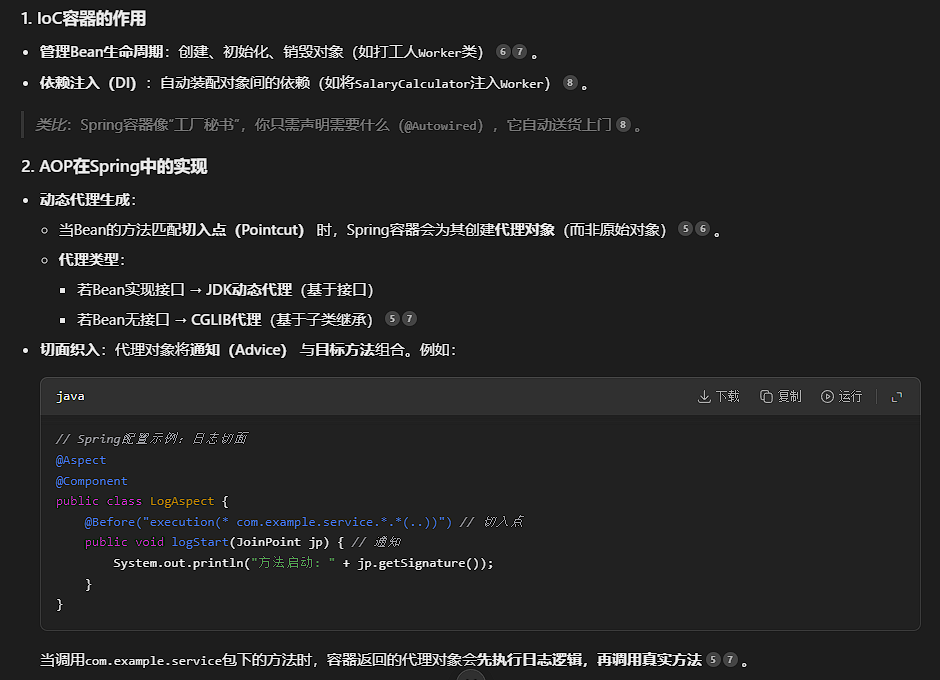 1. IoC容器的作用
管理Bean生命周期：创建、初始化、销毁对象（如打工人Worker类） 6 7 。
依赖注入（DI）：自动装配对象间的依赖（如将SalaryCalculator注入Worker） 8 。
类比：Spring容器像“工厂秘书”，你只需声明需要什么（@Autowired），它自动送货上门 8 。
2. AOP在Spring中的实现
动态代理生成：
当Bean的方法匹配切入点（Pointcut） 时，Spring容器会为其创建代理对象（而非原始对象） 5 6 。
代理类型：
若Bean实现接口 → JDK动态代理（基于接口）
若Bean无接口 → CGLIB代理（基于子类继承） 5 7
切面织入：代理对象将通知（Advice） 与目标方法组合。例如：
java 下载 复制 运行
// Spring配置示例：日志切面
@Aspect
@Component
public class LogAspect {
@Before("execution(* com.example.service.*.*(..))") // 切入点
public void logStart(JoinPoint jp) { // 通知
System.out.println("方法启动: " + jp.getSignature());
}
}
当调用com.example.service包下的方法时，容器返回的代理对象会先执行日志逻辑，再调用真实方法 5 7 。